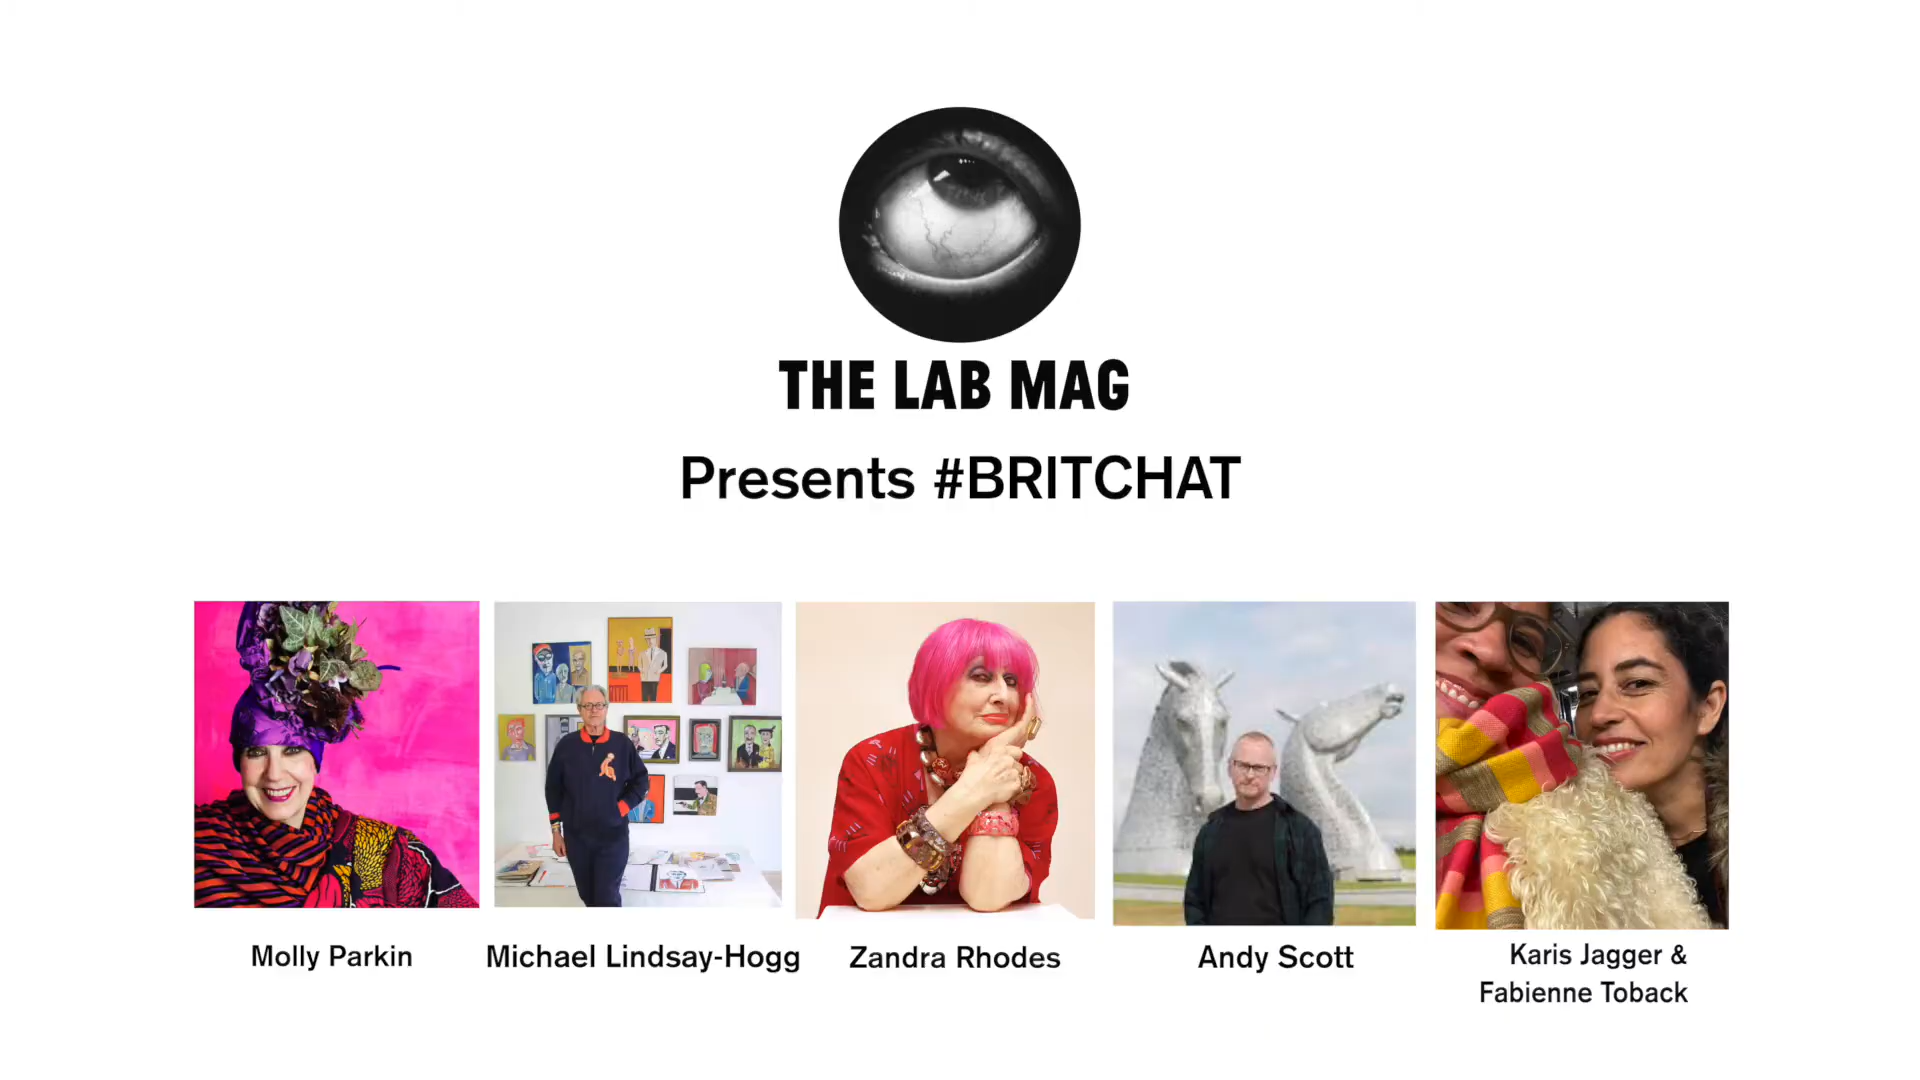 THE LAB MAG
Presents #BRITCHAT
Molly Parkin
Michael Lindsay-Hogg
Zandra Rhodes
Andy Scott
Karis Jagger &
Fabienne Toback